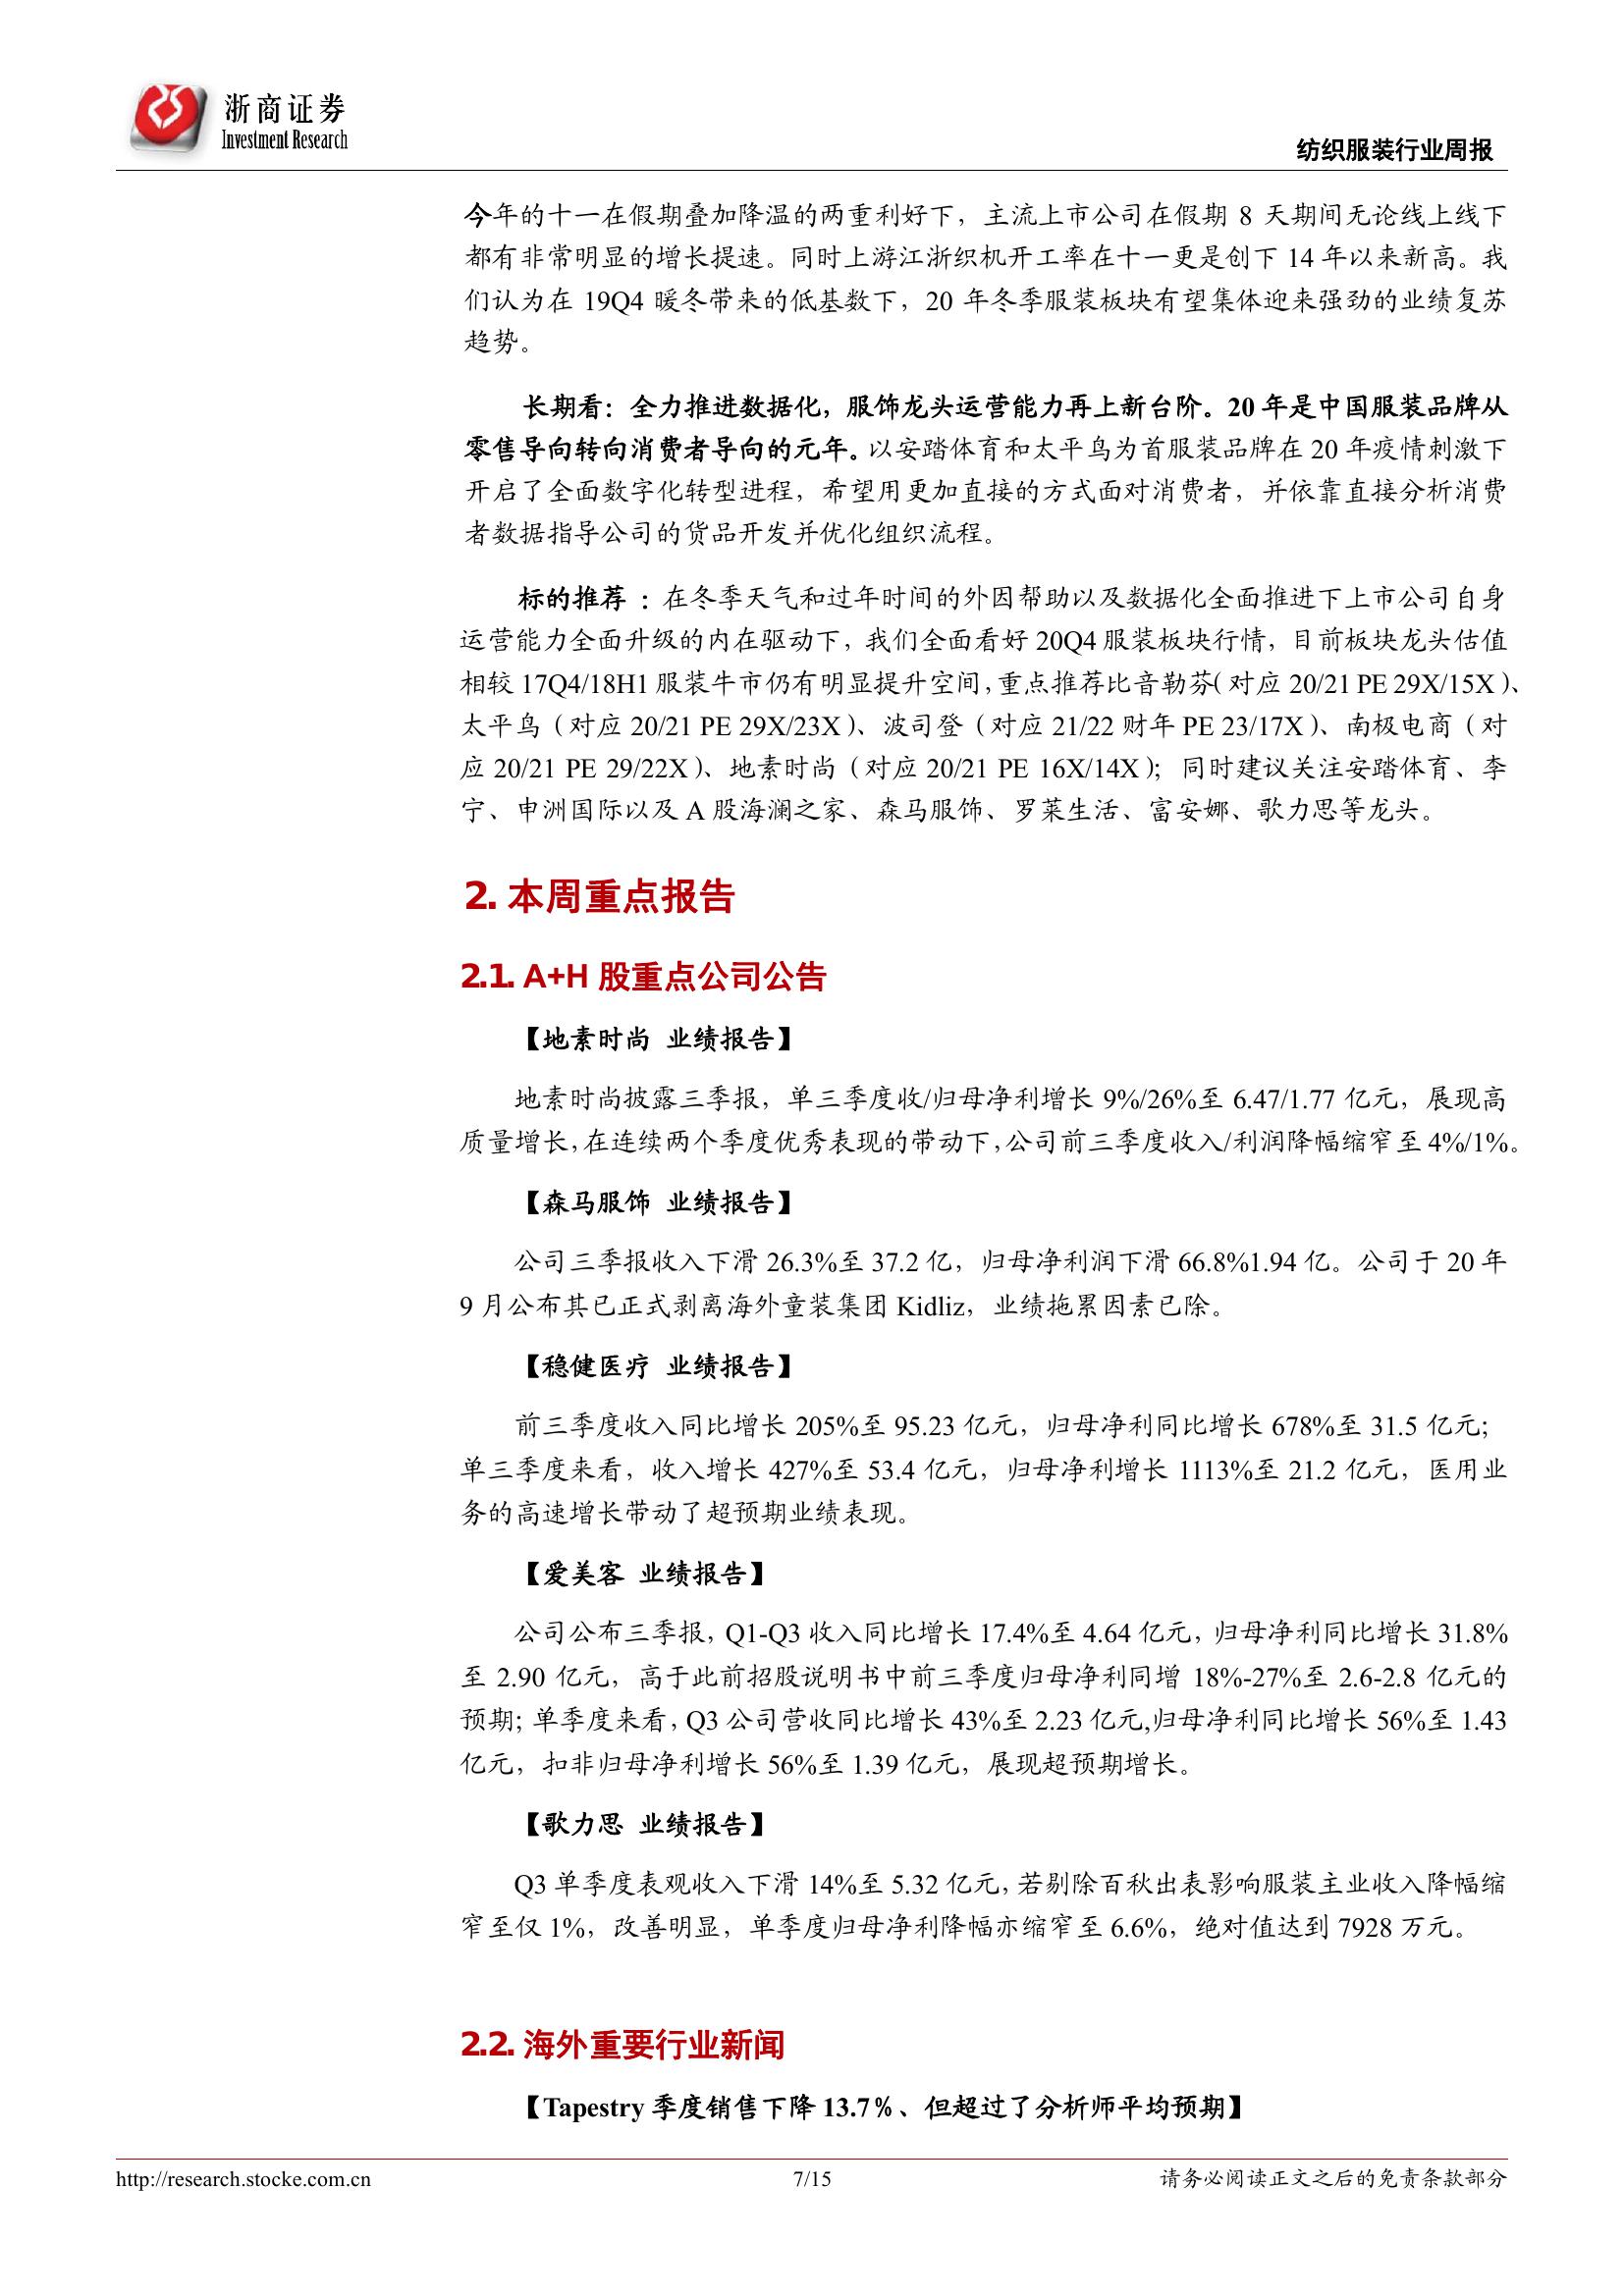 浙商证券
Investment Research
纺织服装行业周报
今年的十一在假期叠加降温的两重利好下，主流上市公司在假期 8 天期间无论线上线下
都有非常明显的增长提速。同时上游江浙织机开工率在十一更是创下 14 年以来新高。我
们认为在 19Q4 暖冬带来的低基数下，20 年冬季服装板块有望集体迎来强劲的业绩复苏
趋势。
长期看：全力推进数据化，服饰龙头运营能力再上新台阶。20 年是中国服装品牌从
零售导向转向消费者导向的元年。以安踏体育和太平鸟为首服装品牌在 20 年疫情刺激下
开启了全面数字化转型进程，希望用更加直接的方式面对消费者，并依靠直接分析消费
者数据指导公司的货品开发并优化组织流程。
标的推荐 ：在冬季天气和过年时间的外因帮助以及数据化全面推进下上市公司自身
运营能力全面升级的内在驱动下，我们全面看好 20Q4 服装板块行情，目前板块龙头估值
相较 17Q4/18H1 服装牛市仍有明显提升空间，重点推荐比音勒芬（对应 20/21 PE 29X/15X）、
太平鸟（对应 20/21 PE 29X/23X）、波司登（对应 21/22 财年 PE 23/17X）、南极电商（对
应 20/21 PE 29/22X）、地素时尚（对应 20/21 PE 16X/14X）；同时建议关注安踏体育、李
宁、申洲国际以及 A 股海澜之家、森马服饰、罗莱生活、富安娜、歌力思等龙头。
2. 本周重点报告
2.1. A+H 股重点公司公告
【地素时尚 业绩报告】
地素时尚披露三季报，单三季度收/归母净利增长 9%/26%至 6.47/1.77 亿元，展现高
质量增长，在连续两个季度优秀表现的带动下，公司前三季度收入/利润降幅缩窄至 4%/1%。
【森马服饰 业绩报告】
公司三季报收入下滑 26.3%至 37.2 亿，归母净利润下滑 66.8%1.94 亿。公司于 20 年
9 月公布其已正式剥离海外童装集团 Kidliz，业绩拖累因素已除。
【稳健医疗 业绩报告】
前三季度收入同比增长 205%至 95.23 亿元，归母净利同比增长 678%至 31.5 亿元；
单三季度来看，收入增长 427%至 53.4 亿元，归母净利增长 1113%至 21.2 亿元，医用业
务的高速增长带动了超预期业绩表现。
【爱美客 业绩报告】
公司公布三季报，Q1-Q3 收入同比增长 17.4%至 4.64 亿元，归母净利同比增长 31.8%
至 2.90 亿元，高于此前招股说明书中前三季度归母净利同增 18%-27%至 2.6-2.8 亿元的
预期；单季度来看，Q3 公司营收同比增长 43%至 2.23 亿元,归母净利同比增长 56%至 1.43
亿元，扣非归母净利增长 56%至 1.39 亿元，展现超预期增长。
【歌力思 业绩报告】
Q3 单季度表观收入下滑 14%至 5.32 亿元，若剔除百秋出表影响服装主业收入降幅缩
窄至仅 1%，改善明显，单季度归母净利降幅亦缩窄至 6.6%，绝对值达到 7928 万元。
2.2. 海外重要行业新闻
【Tapestry 季度销售下降 13.7％、但超过了分析师平均预期】
http://research.stocke.com.cn
7/15
请务必阅读正文之后的免责条款部分